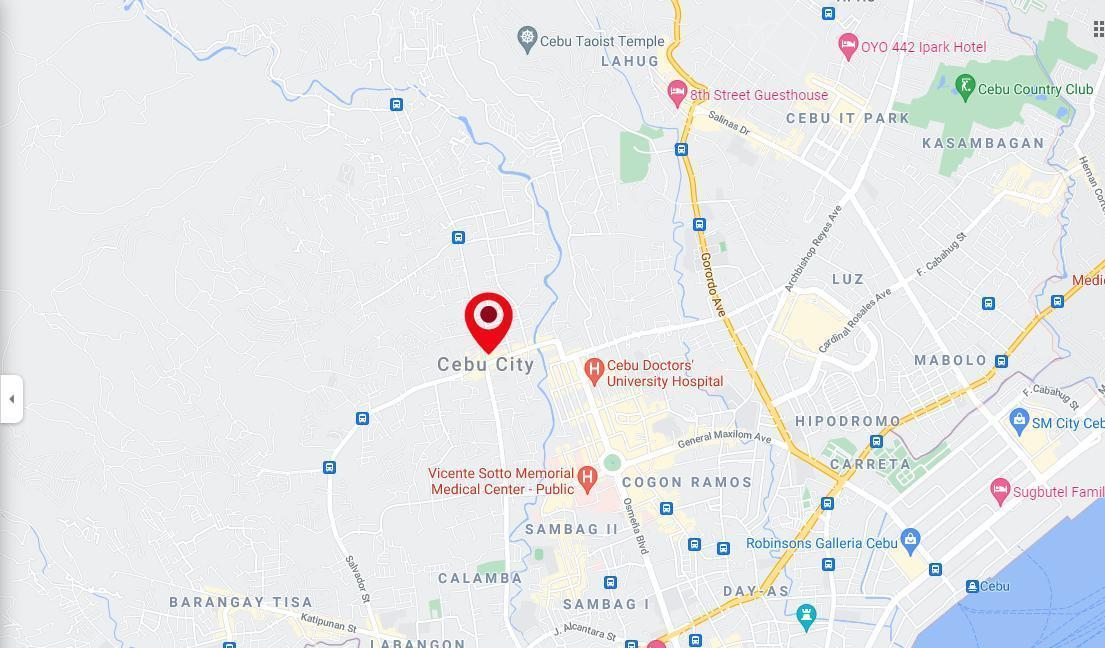 Cebu Taoist Temple
LAHUG
OYO 442 Ipark Hotel
8th Street Guesthouse
Cebu Country Club
Salinas Dr
CEBU IT PARK
KASAMBAGAN
Hernan Cort
Archbishop Reyes Ave
F. Cabahug St
Gorordo Ave
LUZ
Medi
Cardinal Rosales Ave
Cebu City
Cebu Doctors'
University Hospital
MABOLO
F. Cabahug St
HIPODROMO
SM City Ceb
General Maxilom Ave
CARRETA
Vicente Sotto Memorial
Medical Center - Public
COGON RAMOS
Sugbutel Famil
Osmeña Blvd
SAMBAG II
Robinsons Galleria Cebu
Salvador St
CALAMBA
Cebu
DAY-AS
BARANGAY TISA
SAMBAG I
Katipunan St
J. Alcantara St
LABANGON